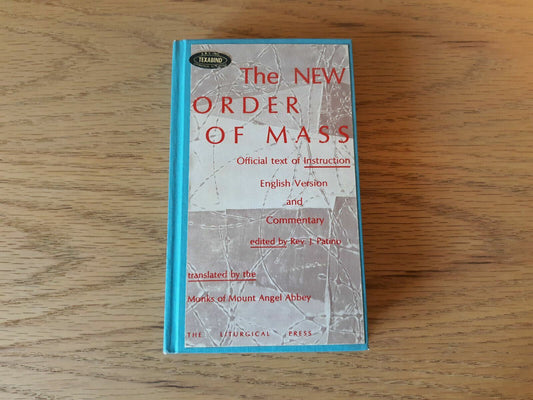 TEXABIND
The NEW
ORDER
OF MASS
Official text of Instruction
English Version
and
Commentary
edited by Rev. J. Patino
translated by the
Monks of Mount Angel Abbey
THE LITURGICAL PRESS